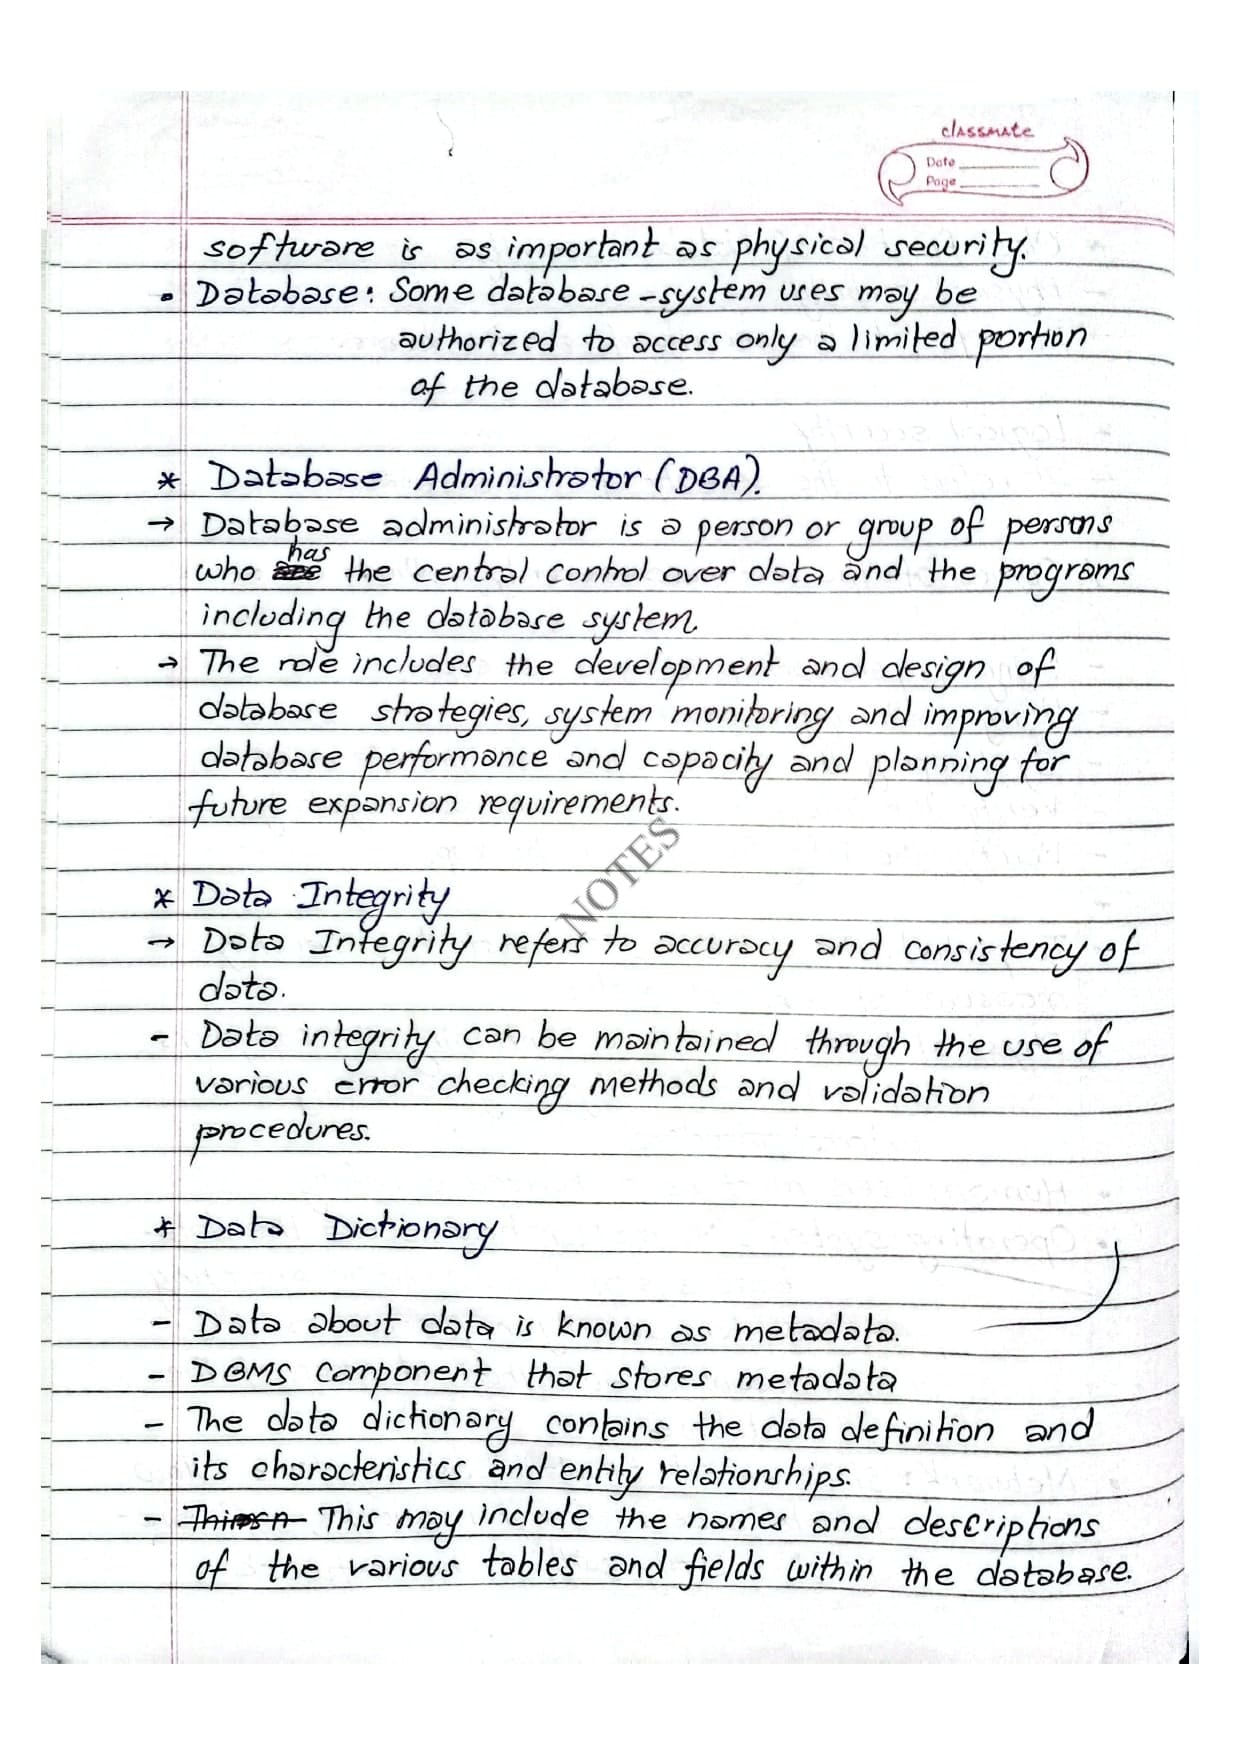 classmate
Date
Page
software is as important as physical security.
• Database: Some database-system uses may be
authorized to access only a limited portion
of the database.
* Database Administrator (DBA).
→ Database administrator is a person or group of persons
who are has the central control over data and the programs
including the database system.
→ The role includes the development and design of
database strategies, system monitoring and improving
database performance and capacity and planning for
future expansion requirements.
NOTES
* Data Integrity
→ Data Integrity refers to accuracy and consistency of
data.
- Data integrity can be maintained through the use of
various error checking methods and validation
procedures.
* Data Dictionary
- Data about data is known as metadata.
- DBMS component that stores metadata
- The data dictionary contains the data definition and
its characteristics and entity relationships.
- This may include the names and descriptions
of the various tables and fields within the database.